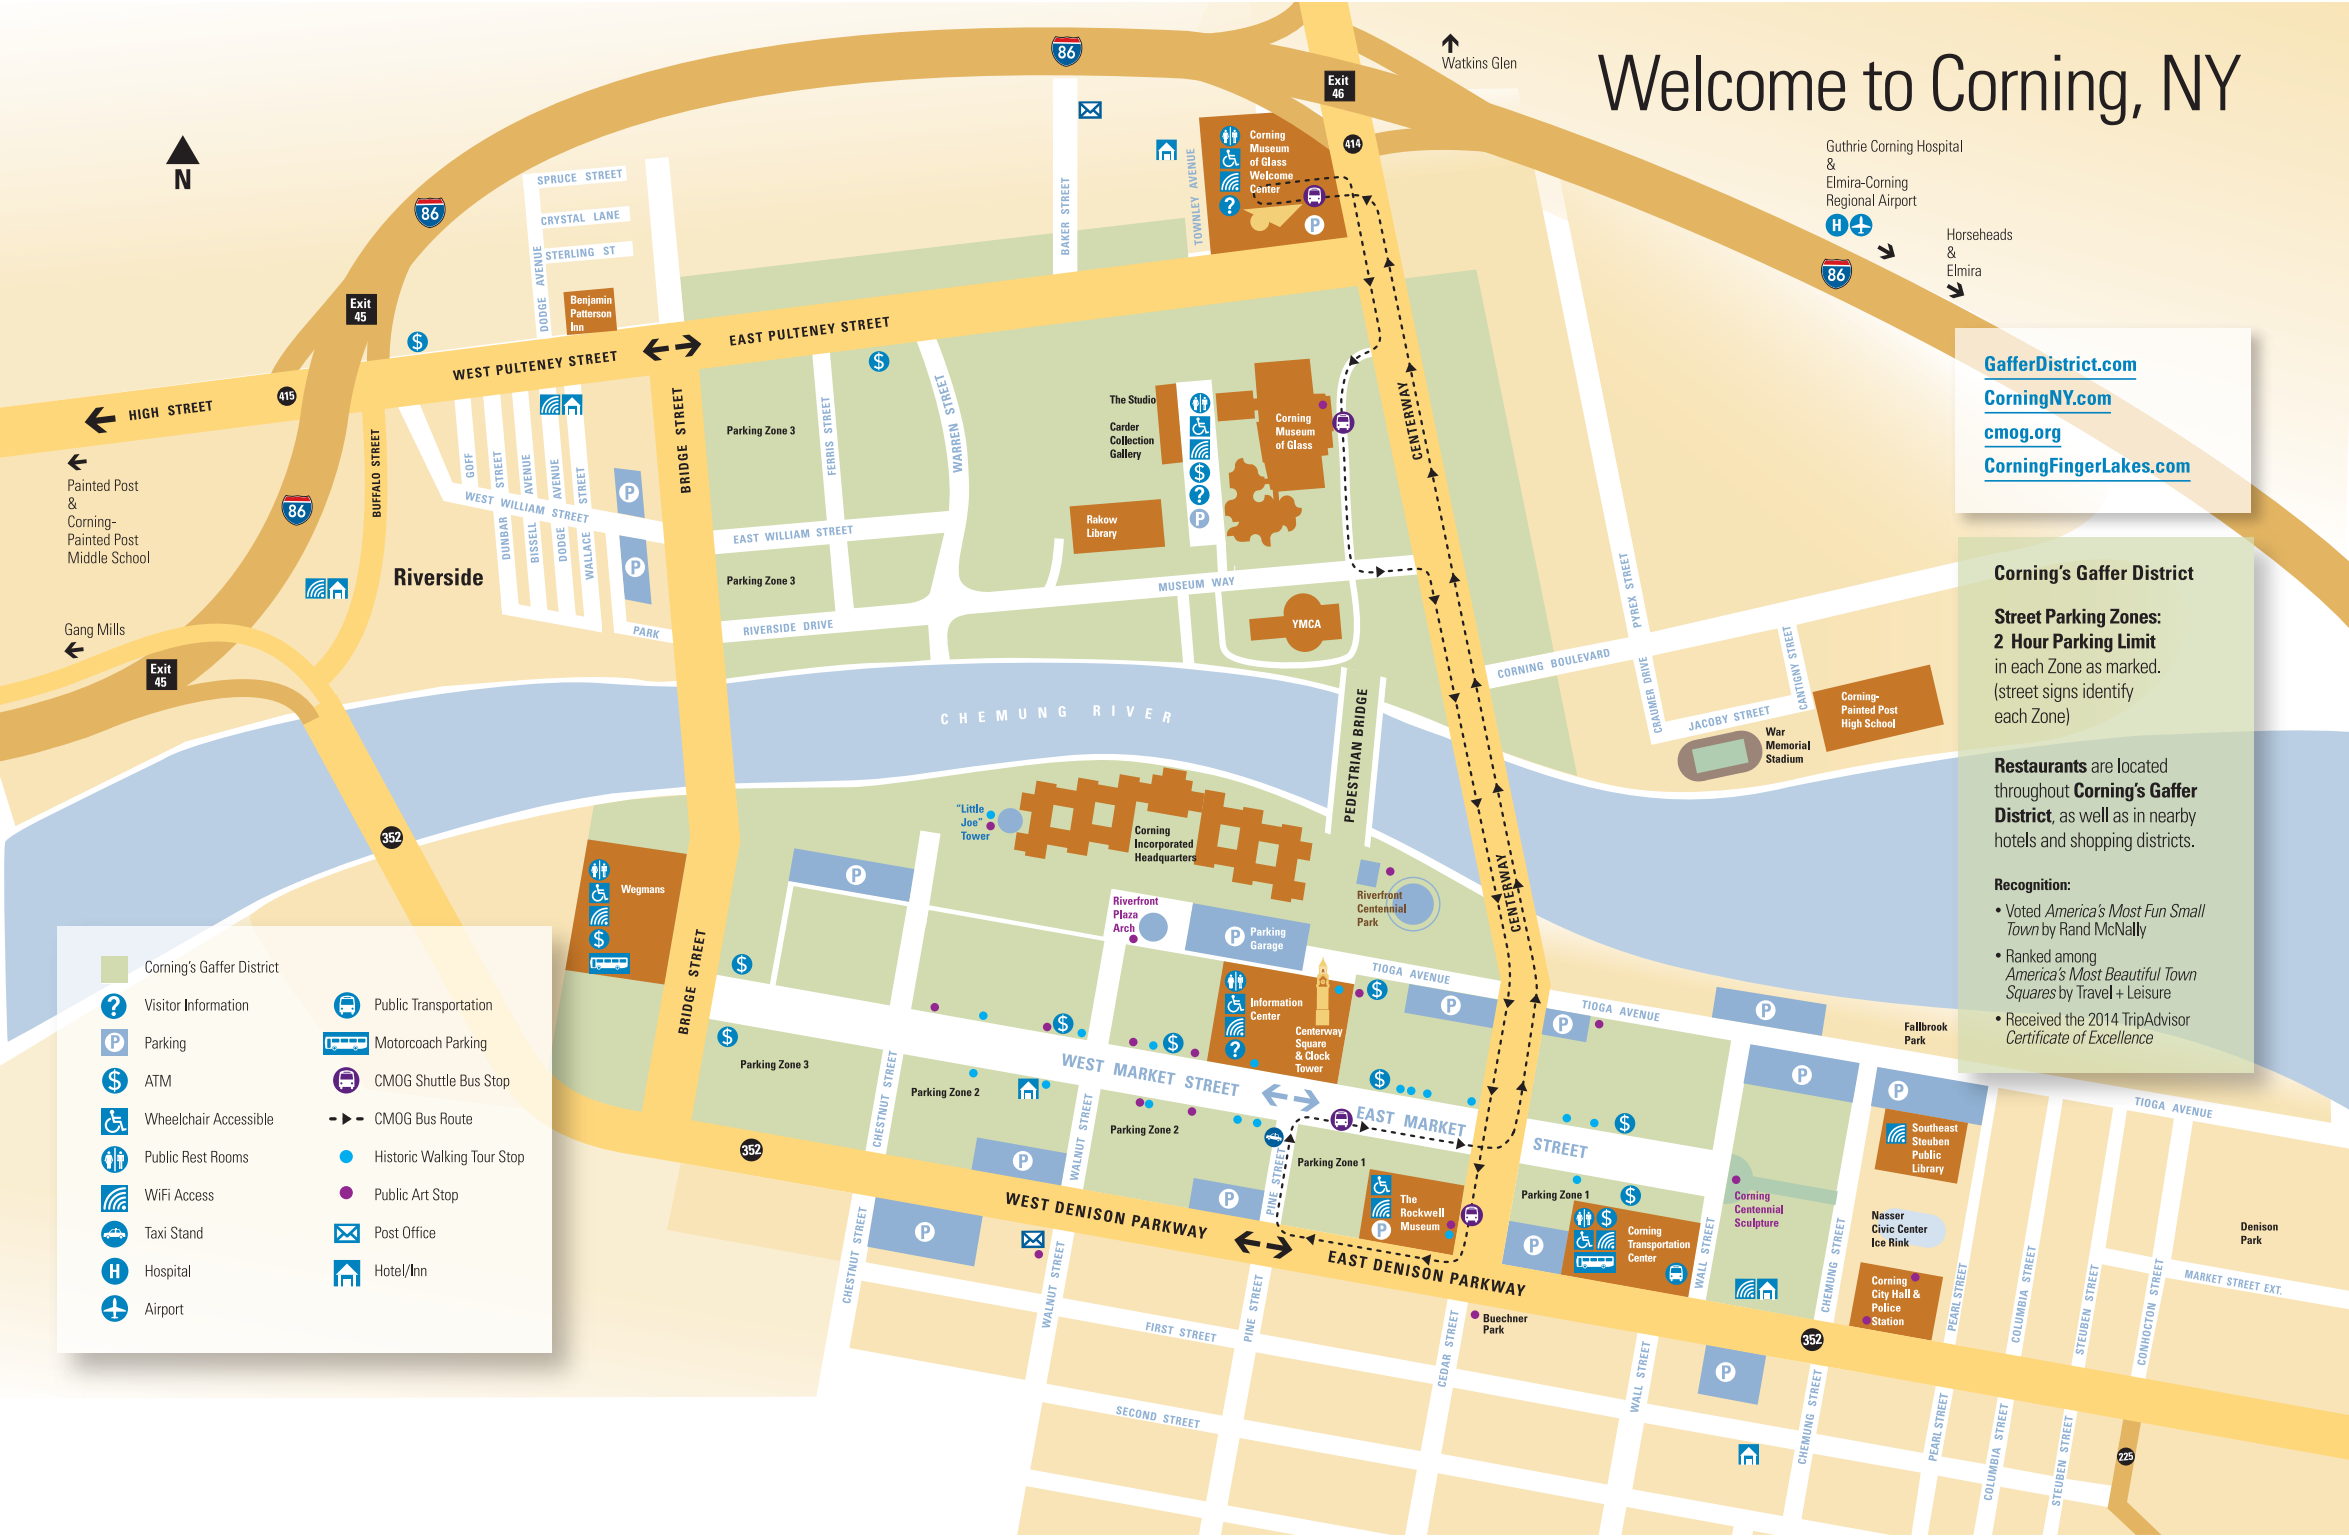 Welcome to Corning, NY
86
Exit
46
414
Watkins Glen
N
86
SPRUCE STREET
CRYSTAL LANE
STERLING ST
DODGE AVENUE
Benjamin
Patterson
Inn
BAKER STREET
TOWNLEY AVENUE
Corning
Museum
of Glass
Welcome
Center
?
P
Guthrie Corning Hospital
&
Elmira-Corning
Regional Airport
H
86
Horseheads
&
Elmira
Exit
45
$
415
HIGH STREET
WEST PULTENEY STREET
EAST PULTENEY STREET
$
Painted Post
&
Corning-
Painted Post
Middle School
86
BUFFALO STREET
GOFF
STREET
DUNBAR
AVENUE
BISSELL
AVENUE
DODGE
STREET
WALLACE
WEST WILLIAM STREET
P
P
PARK
Riverside
Gang Mills
Exit
45
BRIDGE STREET
Parking Zone 3
FERRIS STREET
WARREN STREET
EAST WILLIAM STREET
Parking Zone 3
RIVERSIDE DRIVE
The Studio
Carder
Collection
Gallery
$
?
P
Corning
Museum
of Glass
Rakow
Library
MUSEUM WAY
YMCA
CENTERWAY
PYREX STREET
CORNING BOULEVARD
CRAUMER DRIVE
CANTIGNY STREET
JACOBY STREET
War
Memorial
Stadium
Corning-
Painted Post
High School
GafferDistrict.com
CorningNY.com
cmog.org
CorningFingerLakes.com
Corning's Gaffer District
Street Parking Zones:
2 Hour Parking Limit
in each Zone as marked.
(street signs identify
each Zone)
Restaurants are located
throughout Corning's Gaffer
District, as well as in nearby
hotels and shopping districts.
Recognition:
• Voted America's Most Fun Small
Town by Rand McNally
• Ranked among
America's Most Beautiful Town
Squares by Travel + Leisure
• Received the 2014 TripAdvisor
Certificate of Excellence
CHEMUNG RIVER
PEDESTRIAN BRIDGE
352
"Little
Joe"
Tower
Corning
Incorporated
Headquarters
Wegmans
$
P
Riverfront
Plaza
Arch
P
Parking
Garage
Riverfront
Centennial
Park
CENTERWAY
BRIDGE STREET
$
$
TIOGA AVENUE
P
Information
Center
?
Centerway
Square
& Clock
Tower
$
P
TIOGA AVENUE
P
Fallbrook
Park
P
P
TIOGA AVENUE
Parking Zone 3
CHESTNUT STREET
Parking Zone 2
$
$
WEST MARKET STREET
WALNUT STREET
Parking Zone 2
$
EAST MARKET
STREET
$
Parking Zone 1
PINE STREET
The
Rockwell
Museum
P
Parking Zone 1
$
P
$
Corning
Transportation
Center
WALL STREET
Corning
Centennial
Sculpture
Southeast
Steuben
Public
Library
Nasser
Civic Center
Ice Rink
Corning
City Hall &
Police
Station
Denison
Park
MARKET STREET EXT.
352
P
P
P
WEST DENISON PARKWAY
EAST DENISON PARKWAY
352
CHESTNUT STREET
WALNUT STREET
PINE STREET
CEDAR STREET
Buechner
Park
WALL STREET
P
CHEMUNG STREET
CHEMUNG STREET
PEARL STREET
PEARL STREET
COLUMBIA STREET
COLUMBIA STREET
STEUBEN STREET
STEUBEN STREET
CONHOCTON STREET
225
FIRST STREET
SECOND STREET
Corning's Gaffer District
? Visitor Information
P Parking
$ ATM
Wheelchair Accessible
Public Rest Rooms
WiFi Access
Taxi Stand
H Hospital
Airport
Public Transportation
Motorcoach Parking
CMOG Shuttle Bus Stop
CMOG Bus Route
Historic Walking Tour Stop
Public Art Stop
Post Office
Hotel/Inn